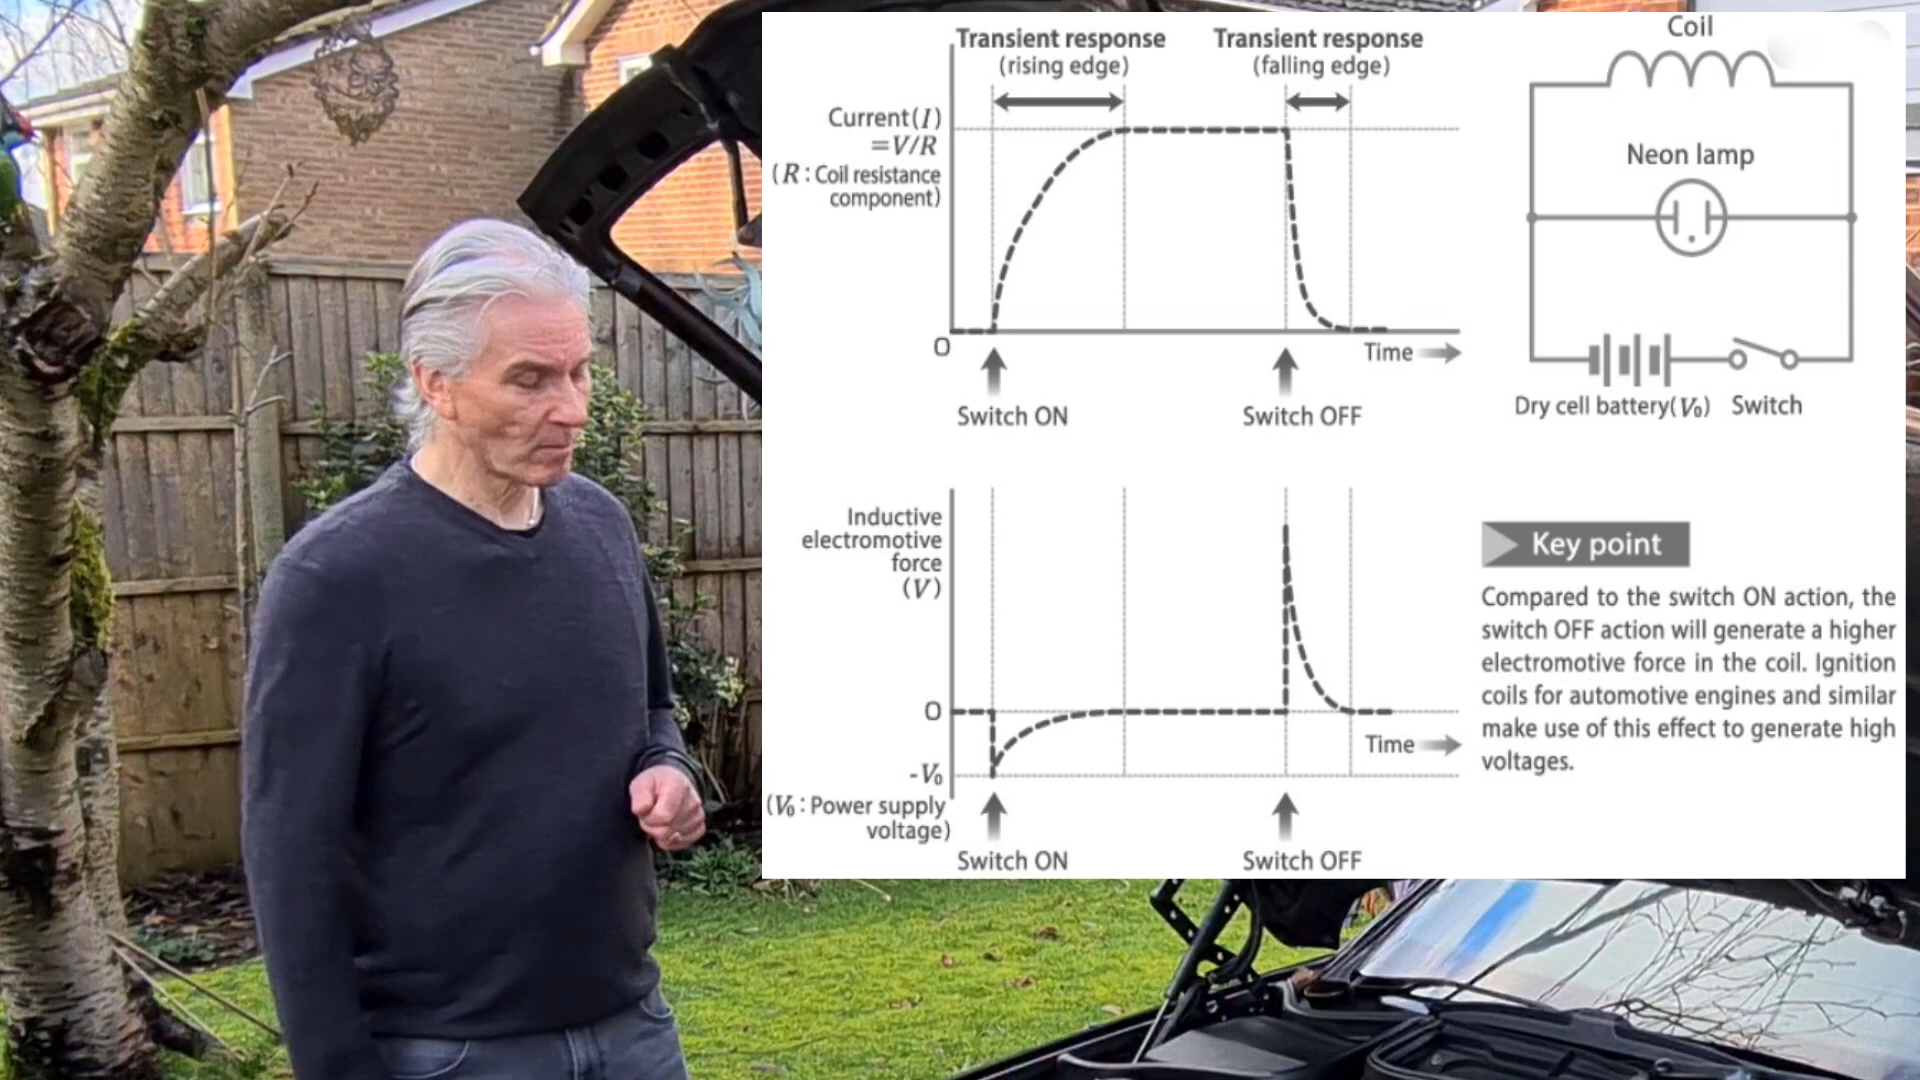 Transient response
(rising edge)
Transient response
(falling edge)
Current(I)
=V/R
(R: Coil resistance
component)
O
Time
Switch ON
Switch OFF
Coil
Neon lamp
Dry cell battery(V₀)
Switch
Inductive
electromotive
force
(V)
0
Time
-V₀
(V₀: Power supply
voltage)
Switch ON
Switch OFF
Key point
Compared to the switch ON action, the
switch OFF action will generate a higher
electromotive force in the coil. Ignition
coils for automotive engines and similar
make use of this effect to generate high
voltages.